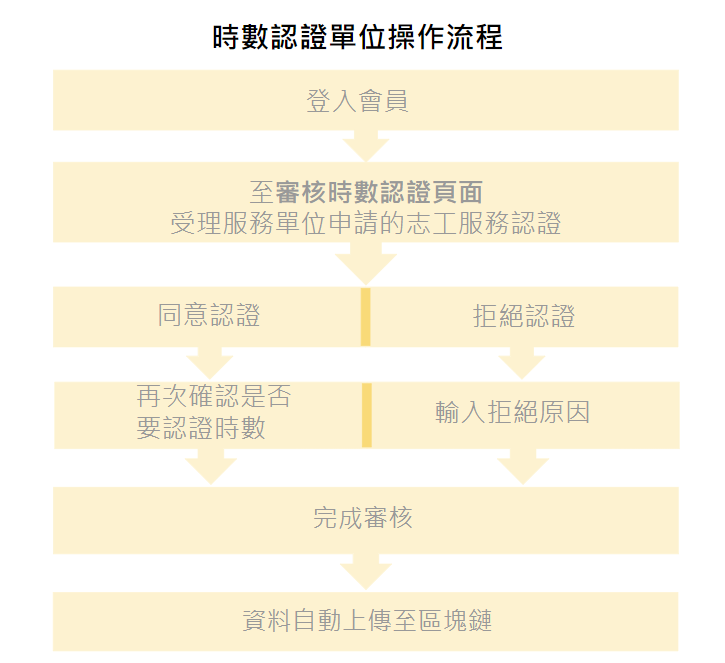 時數認證單位操作流程
登入會員
至審核時數認證頁面
受理服務單位申請的志工服務認證
同意認證
拒絕認證
再次確認是否
要認證時數
輸入拒絕原因
完成審核
資料自動上傳至區塊鏈